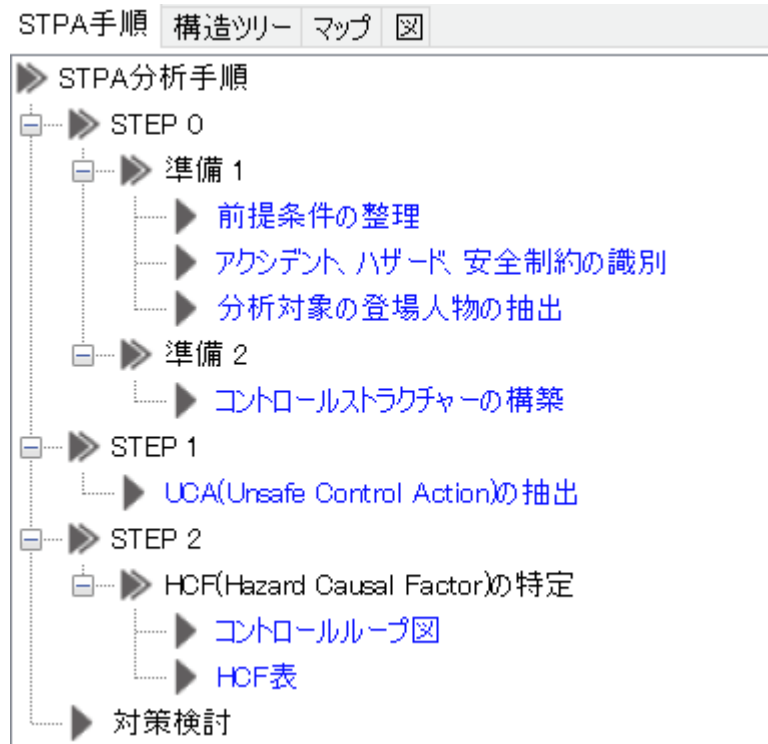 STPA手順 構造ツリー マップ 図
STPA分析手順
STEP 0
準備 1
前提条件の整理
アクシデント、ハザード、安全制約の識別
分析対象の登場人物の抽出
準備 2
コントロールストラクチャーの構築
STEP 1
UCA(Unsafe Control Action)の抽出
STEP 2
HCF(Hazard Causal Factor)の特定
コントロールループ図
HCF表
対策検討